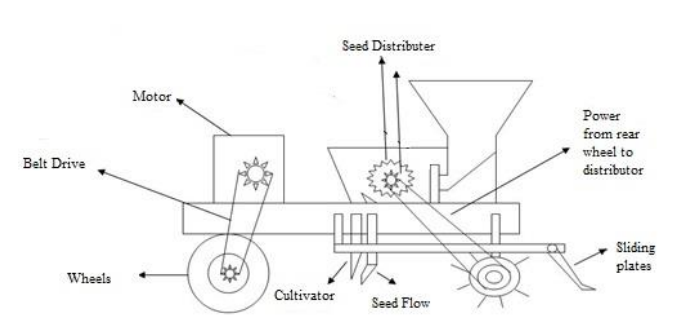 Seed Distributer
Motor
Power
from rear
wheel to
distributor
Belt Drive
Sliding
plates
Wheels
Cultivator
Seed Flow